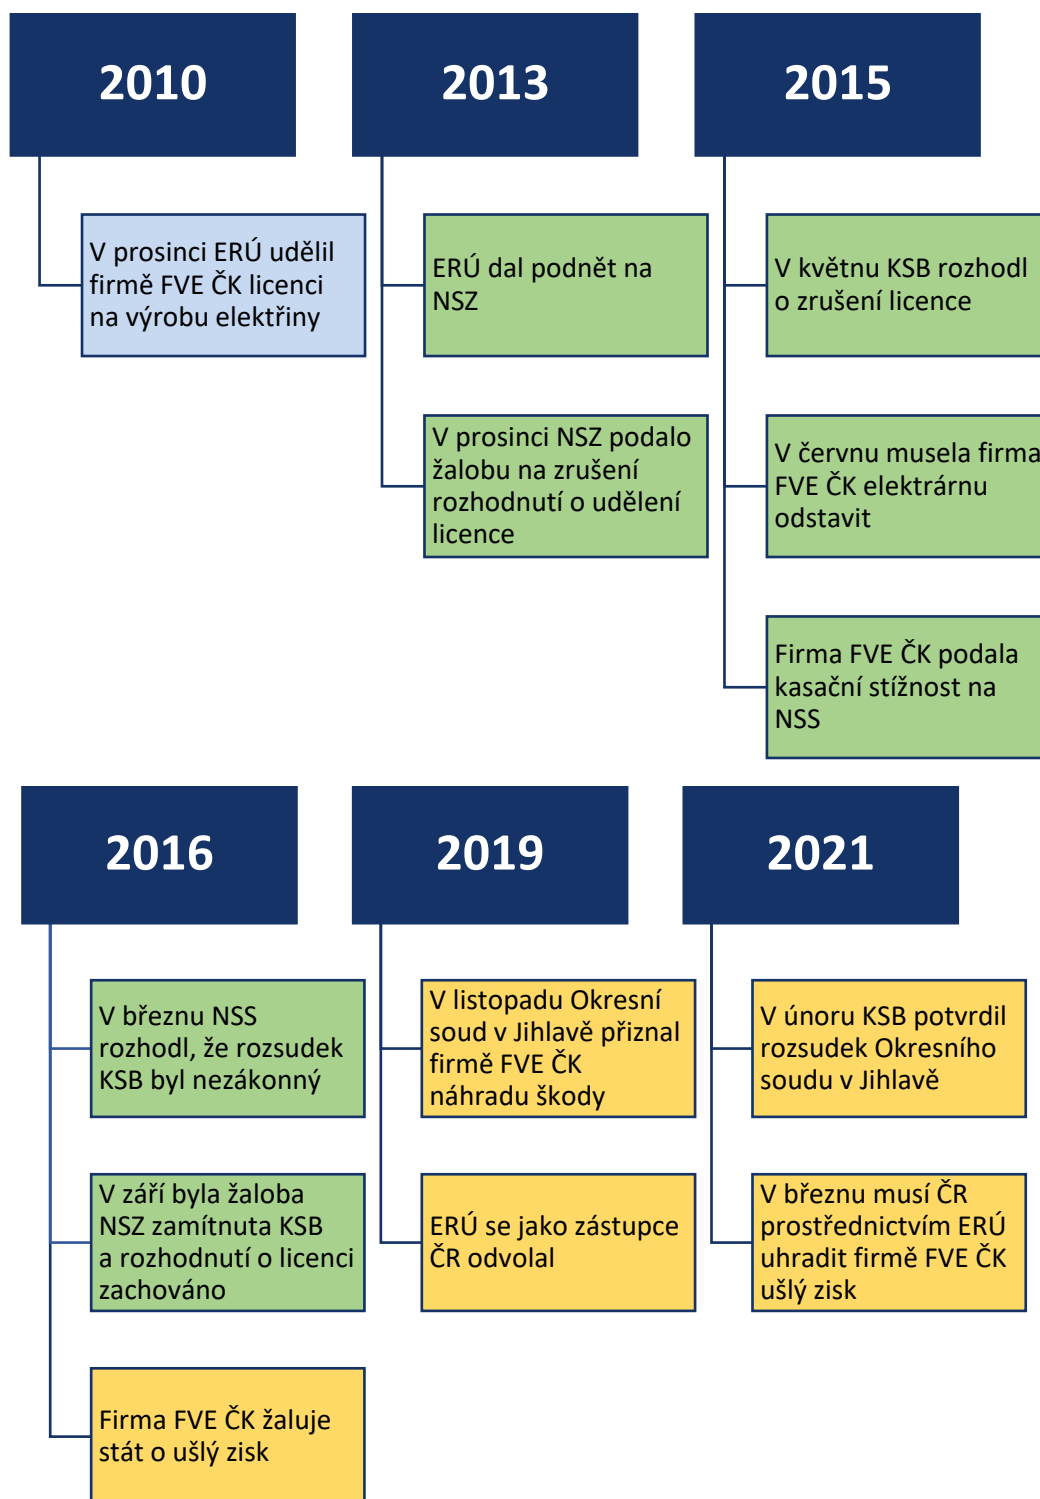 2010
V prosinci ERÚ udělil
firmě FVE ČK licenci
na výrobu elektřiny
2013
ERÚ dal podnět na
NSZ
V prosinci NSZ podalo
žalobu na zrušení
rozhodnutí o udělení
licence
2015
V květnu KSB rozhodl
o zrušení licence
V červnu musela firma
FVE ČK elektrárnu
odstavit
Firma FVE ČK podala
kasační stížnost na
NSS
2016
V březnu NSS
rozhodl, že rozsudek
KSB byl nezákonný
V září byla žaloba
NSZ zamítnuta KSB
a rozhodnutí o licenci
zachováno
Firma FVE ČK žaluje
stát o ušlý zisk
2019
V listopadu Okresní
soud v Jihlavě přiznal
firmě FVE ČK
náhradu škody
ERÚ se jako zástupce
ČR odvolal
2021
V únoru KSB potvrdil
rozsudek Okresního
soudu v Jihlavě
V březnu musí ČR
prostřednictvím ERÚ
uhradit firmě FVE ČK
ušlý zisk